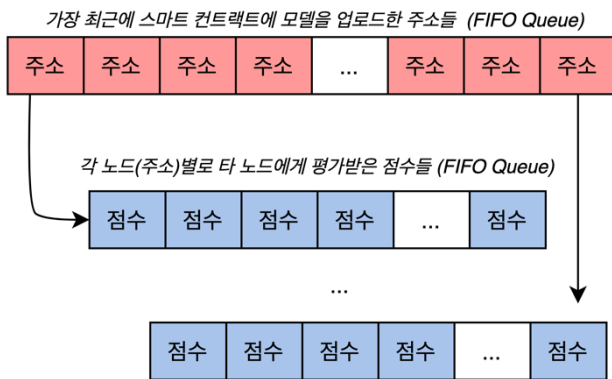 가장 최근에 스마트 컨트랙트에 모델을 업로드한 주소들 (FIFO Queue)
주소 주소 주소 주소 ... 주소 주소 주소
각 노드(주소)별로 타 노드에게 평가받은 점수들 (FIFO Queue)
점수 점수 점수 점수 ... 점수
...
점수 점수 점수 점수 ... 점수